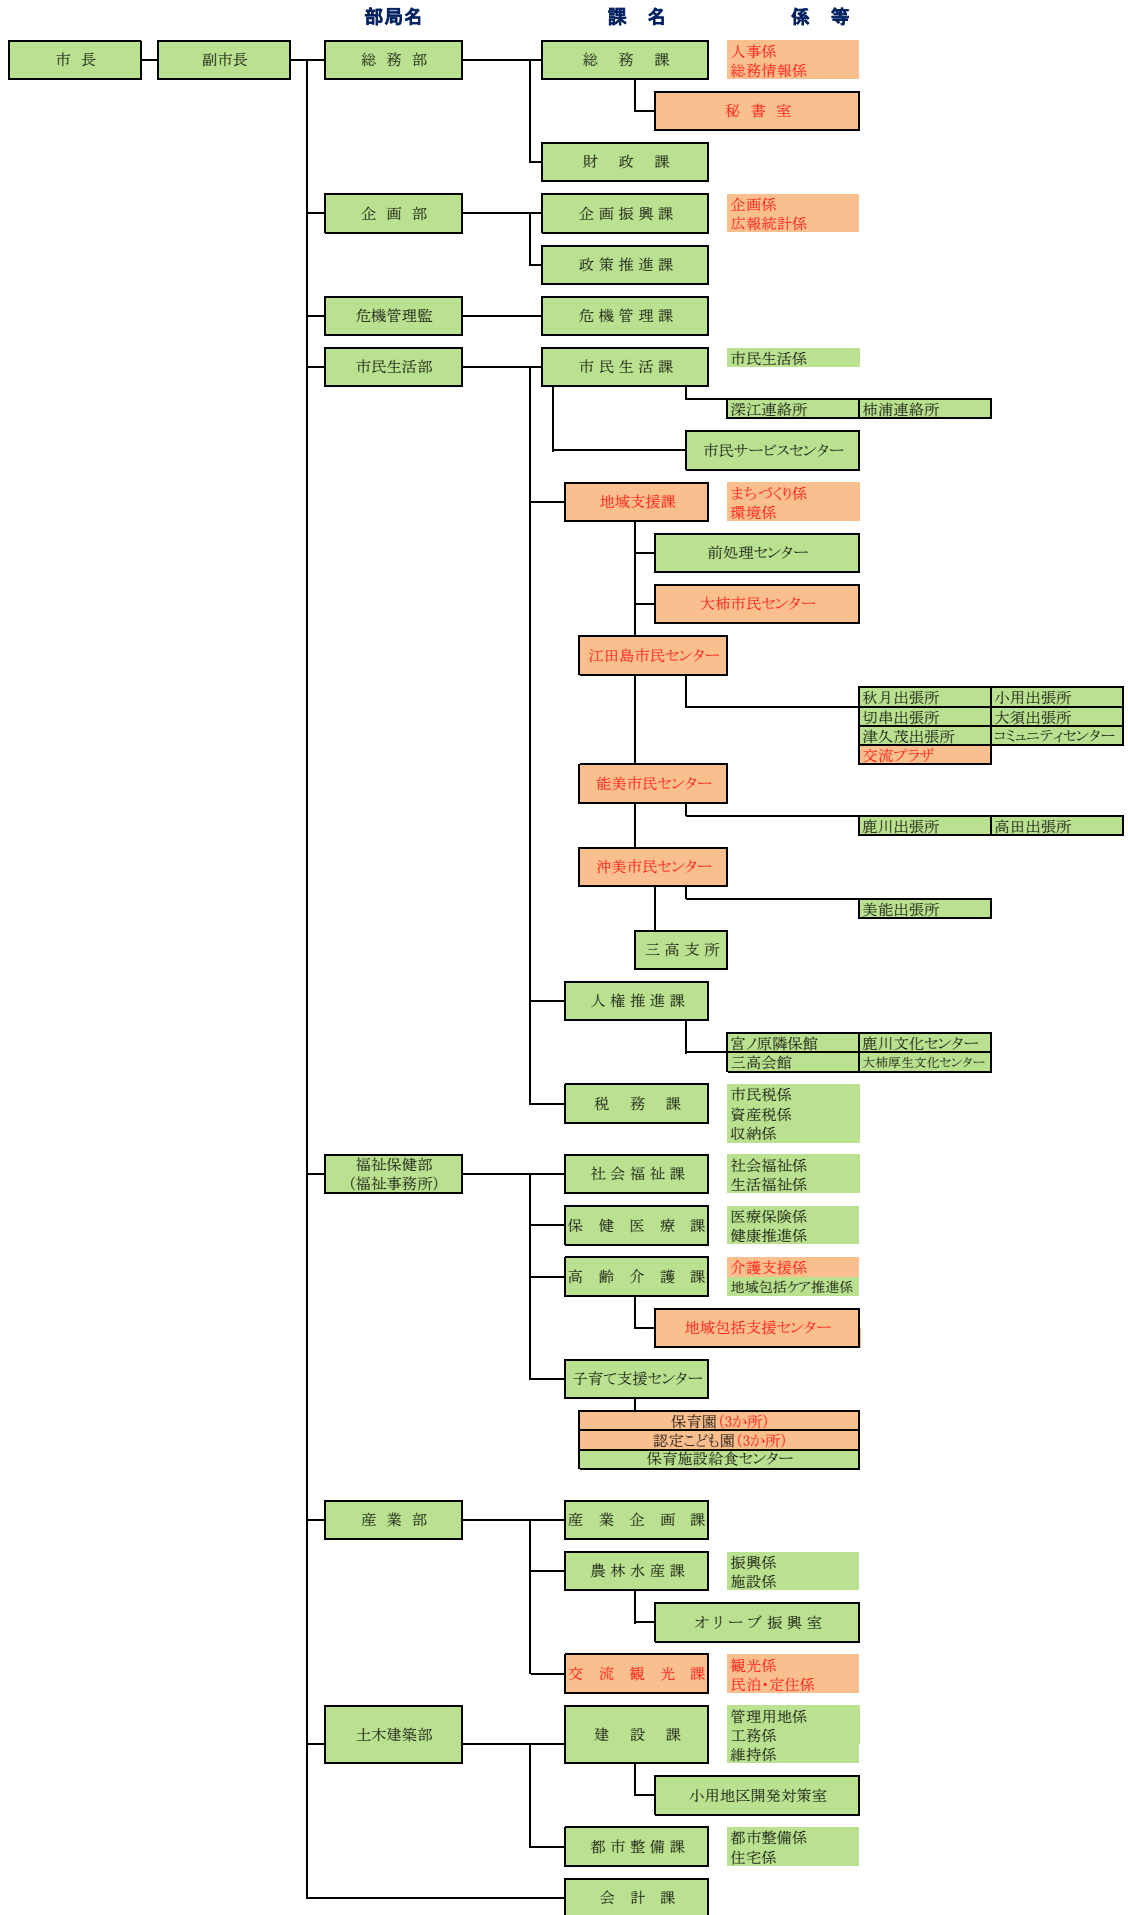 部局名 課 名 係 等
市 長 副市長 総 務 部 総 務 課 人事係
総務情報係
秘 書 室
財 政 課
企 画 部 企 画 振 興 課 企画係
広報統計係
政 策 推 進 課
危機管理監 危 機 管 理 課
市民生活部 市 民 生 活 課 市民生活係
深江連絡所 柿浦連絡所
市民サービスセンター
地域支援課 まちづくり係
環境係
前処理センター
大柿市民センター
江田島市民センター
秋月出張所 小用出張所
切串出張所 大須出張所
津久茂出張所 コミュニティセンター
交流プラザ
能美市民センター
鹿川出張所 高田出張所
沖美市民センター
美能出張所
三 高 支 所
人 権 推 進 課
宮ノ原隣保館 鹿川文化センター
三高会館 大柿厚生文化センター
税 務 課 市民税係
資産税係
収納係
福祉保健部
（福祉事務所） 社 会 福 祉 課 社会福祉係
生活福祉係
保 健 医 療 課 医療保険係
健康推進係
高 齢 介 護 課 介護支援係
地域包括ケア推進係
地域包括支援センター
子育て支援センター
保育園（3か所）
認定こども園（3か所）
保育施設給食センター
産 業 部 産 業 企 画 課
農 林 水 産 課 振興係
施設係
オ リ ー ブ 振 興 室
交 流 観 光 課 観光係
民泊・定住係
土木建築部 建 設 課 管理用地係
工務係
維持係
小用地区開発対策室
都 市 整 備 課 都市整備係
住宅係
会 計 課